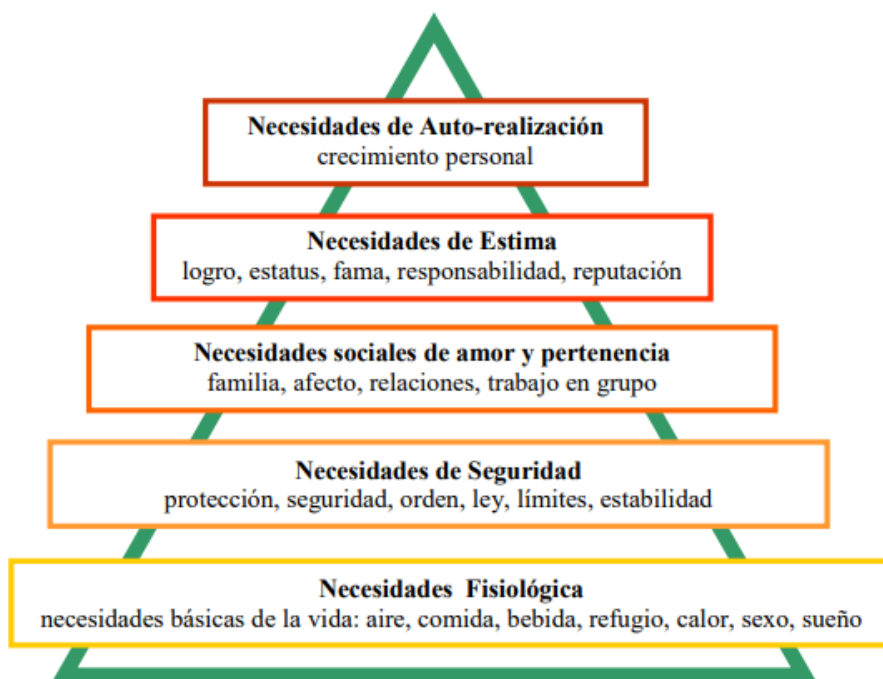 Necesidades de Auto-realización
crecimiento personal
Necesidades de Estima
logro, estatus, fama, responsabilidad, reputación
Necesidades sociales de amor y pertenencia
familia, afecto, relaciones, trabajo en grupo
Necesidades de Seguridad
protección, seguridad, orden, ley, límites, estabilidad
Necesidades Fisiológica
necesidades básicas de la vida: aire, comida, bebida, refugio, calor, sexo, sueño